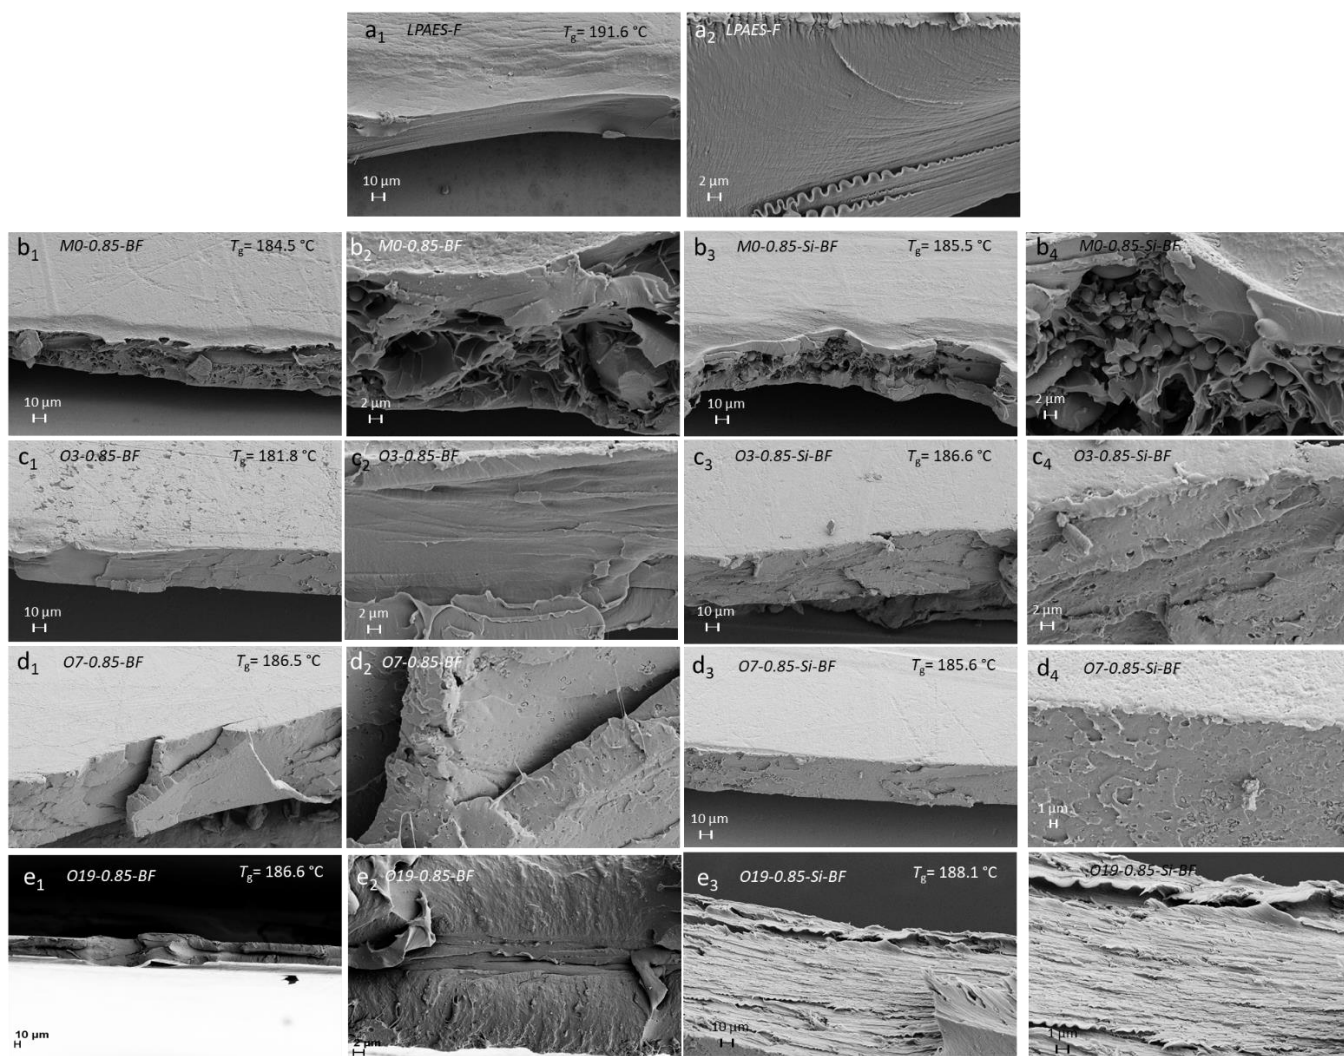 a1 LPAES-F Tg= 191.6 °C
10 µm
a2 LPAES-F
2 µm
b1 M0-0.85-BF Tg= 184.5 °C
10 µm
b2 M0-0.85-BF
2 µm
b3 M0-0.85-Si-BF Tg= 185.5 °C
10 µm
b4 M0-0.85-Si-BF
2 µm
c1 O3-0.85-BF Tg= 181.8 °C
10 µm
c2 O3-0.85-BF
2 µm
c3 O3-0.85-Si-BF Tg= 186.6 °C
10 µm
c4 O3-0.85-Si-BF
2 µm
d1 O7-0.85-BF Tg= 186.5 °C
10 µm
d2 O7-0.85-BF
2 µm
d3 O7-0.85-Si-BF Tg= 185.6 °C
10 µm
d4 O7-0.85-Si-BF
1 µm
e1 O19-0.85-BF Tg= 186.6 °C
10 µm
e2 O19-0.85-BF
2 µm
e3 O19-0.85-Si-BF Tg= 188.1 °C
10 µm
O19-0.85-Si-BF
1 µm